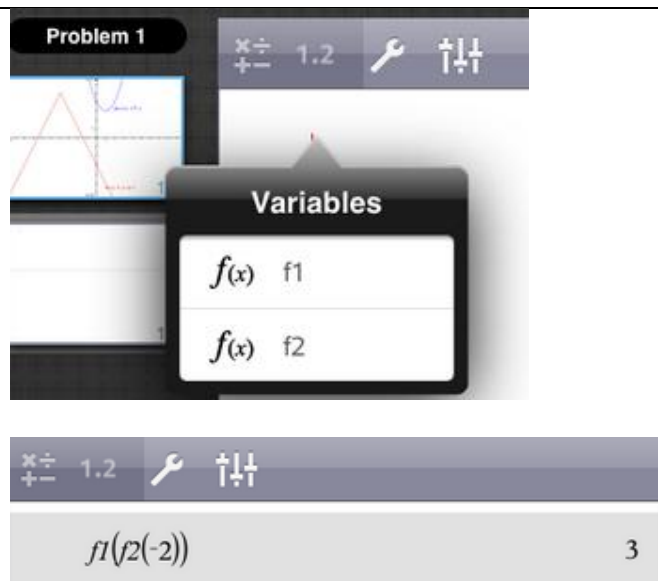 Problem 1
1.2
Variables
f(x) f1
f(x) f2
1.2
f1(f2(-2)) 3